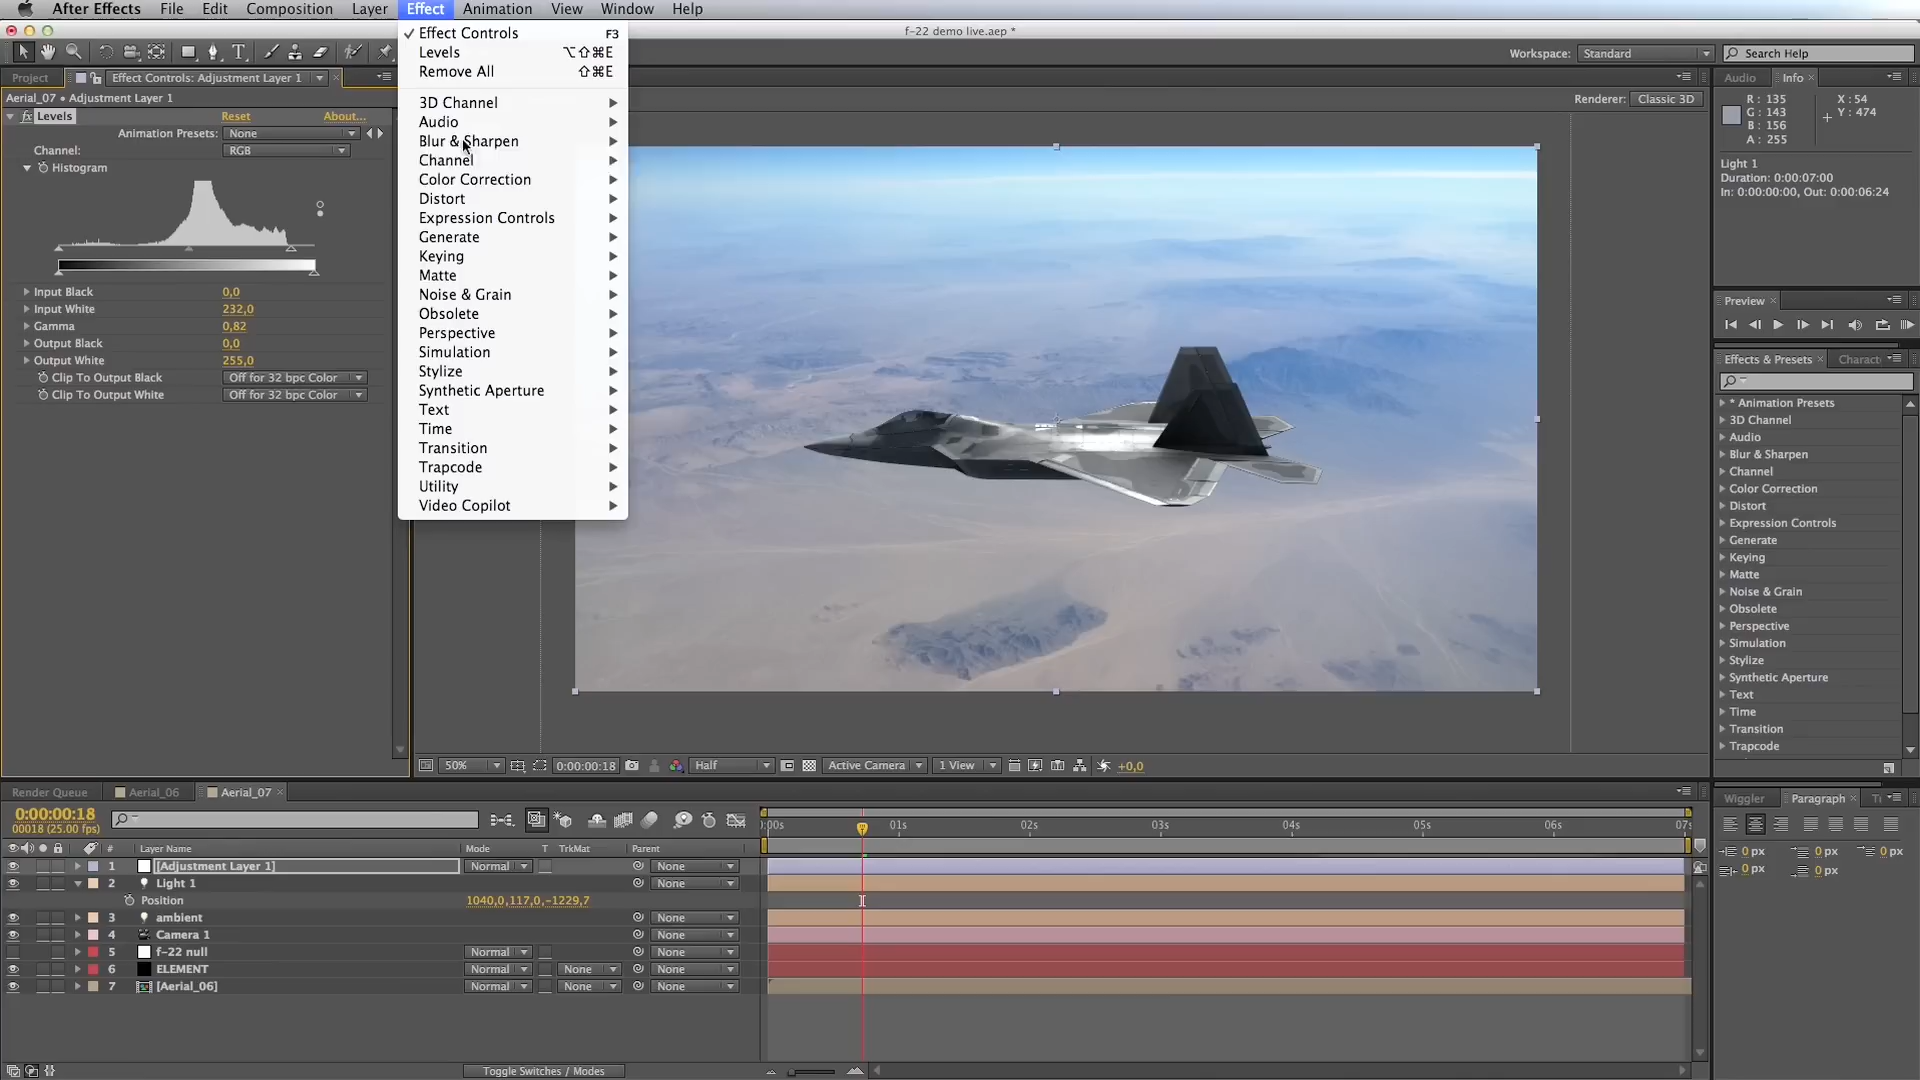 After Effects File Edit Composition Layer Effect Animation View Window Help
f-22 demo live.aep *
Workspace: Standard Search Help
Project Effect Controls: Adjustment Layer 1
Aerial_07 • Adjustment Layer 1
fx Levels Reset About...
Animation Presets: None
Channel: RGB
Histogram
Input Black 0,0
Input White 232,0
Gamma 0,82
Output Black 0,0
Output White 255,0
Clip To Output Black Off for 32 bpc Color
Clip To Output White Off for 32 bpc Color
✓ Effect Controls F3
Levels ⌥⇧⌘E
Remove All ⇧⌘E
3D Channel
Audio
Blur & Sharpen
Channel
Color Correction
Distort
Expression Controls
Generate
Keying
Matte
Noise & Grain
Obsolete
Perspective
Simulation
Stylize
Synthetic Aperture
Text
Time
Transition
Trapcode
Utility
Video Copilot
Renderer: Classic 3D
50% 0:00:00:18 Half Active Camera 1 View +0,0
Audio Info
R: 135 X: 54
G: 143 Y: 474
B: 156
A: 255
Light 1
Duration: 0:00:07:00
In: 0:00:00:00, Out: 0:00:06:24
Preview
Effects & Presets Charact
* Animation Presets
3D Channel
Audio
Blur & Sharpen
Channel
Color Correction
Distort
Expression Controls
Generate
Keying
Matte
Noise & Grain
Obsolete
Perspective
Simulation
Stylize
Synthetic Aperture
Text
Time
Transition
Trapcode
Render Queue Aerial_06 Aerial_07
0:00:00:18
00018 (25.00 fps)
:00s 01s 02s 03s 04s 05s 06s 07s
# Layer Name Mode T TrkMat Parent
1 [Adjustment Layer 1] Normal None
2 Light 1 None
Position 1040,0,117,0,-1229,7
3 ambient None
4 Camera 1 None
5 f-22 null Normal None
6 ELEMENT Normal None None
7 [Aerial_06] Normal None None
Toggle Switches / Modes
Wiggler Paragraph
0 px 0 px 0 px
0 px 0 px